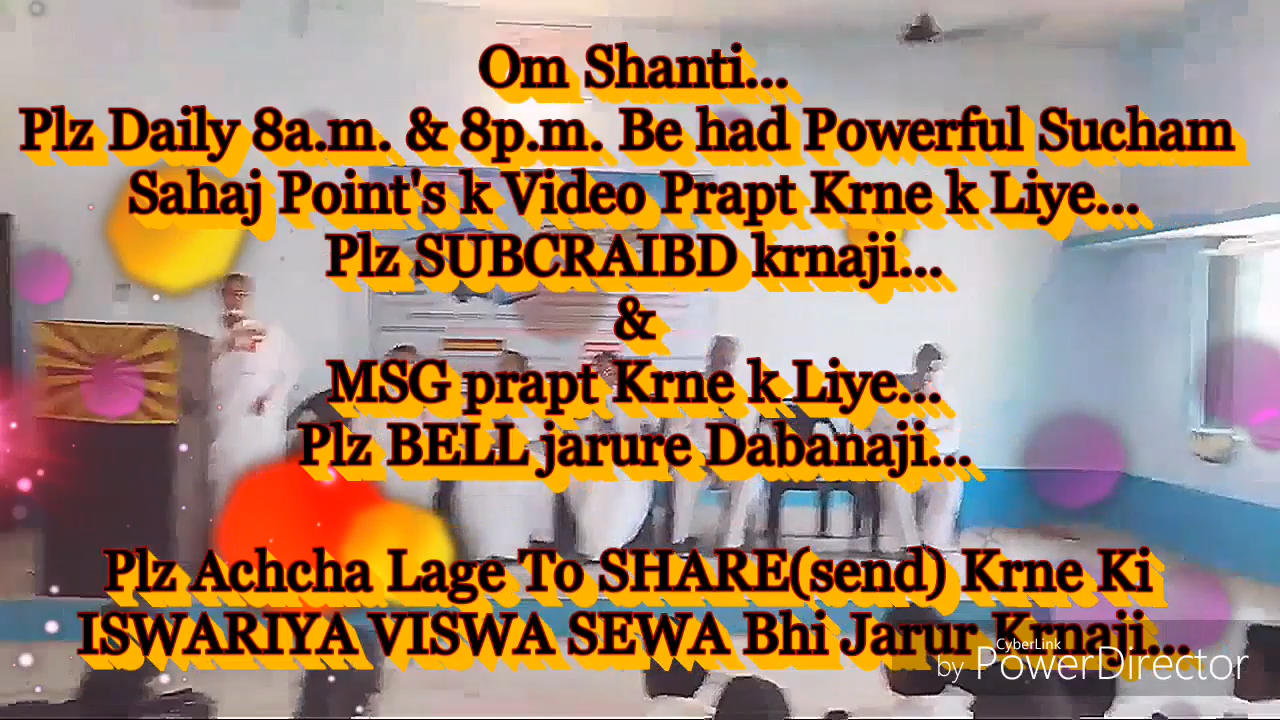 Om Shanti...
Plz Daily 8a.m. & 8p.m. Be had Powerful Sucham
Sahaj Point's k Video Prapt Krne k Liye...
Plz SUBCRAIBD krnaji...
&
MSG prapt Krne k Liye...
Plz BELL jarure Dabanaji...
Plz Achcha Lage To SHARE(send) Krne Ki
ISWARIYA VISWA SEWA Bhi Jarur Krnaji...
CyberLink
by PowerDirector